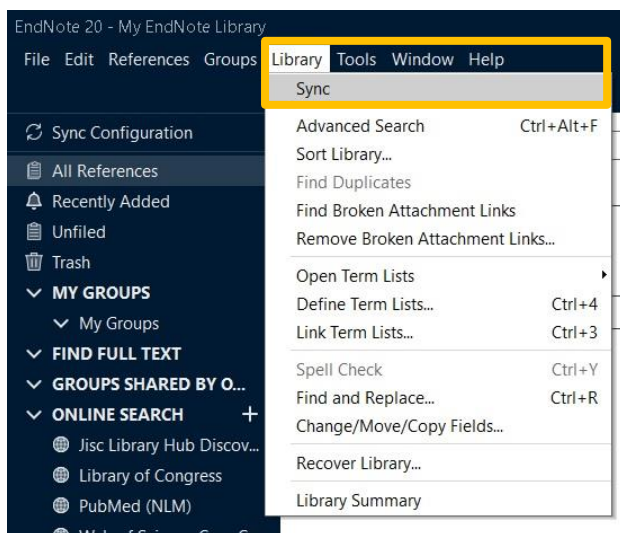 EndNote 20 - My EndNote Library
File Edit References Groups Library Tools Window Help
Sync
Sync Configuration
All References
Recently Added
Unfiled
Trash
MY GROUPS
My Groups
FIND FULL TEXT
GROUPS SHARED BY O...
ONLINE SEARCH +
Jisc Library Hub Discov...
Library of Congress
PubMed (NLM)
Advanced Search Ctrl+Alt+F
Sort Library...
Find Duplicates
Find Broken Attachment Links
Remove Broken Attachment Links...
Open Term Lists
Define Term Lists... Ctrl+4
Link Term Lists... Ctrl+3
Spell Check Ctrl+Y
Find and Replace... Ctrl+R
Change/Move/Copy Fields...
Recover Library...
Library Summary